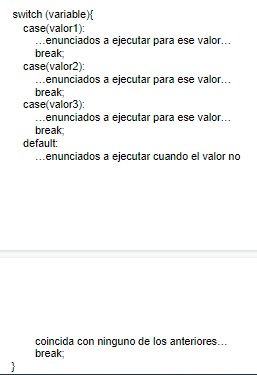 switch (variable){
case(valor1):
…enunciados a ejecutar para ese valor…
break;
case(valor2):
…enunciados a ejecutar para ese valor…
break;
case(valor3):
…enunciados a ejecutar para ese valor…
break;
default:
…enunciados a ejecutar cuando el valor no
coincida con ninguno de los anteriores…
break;
}